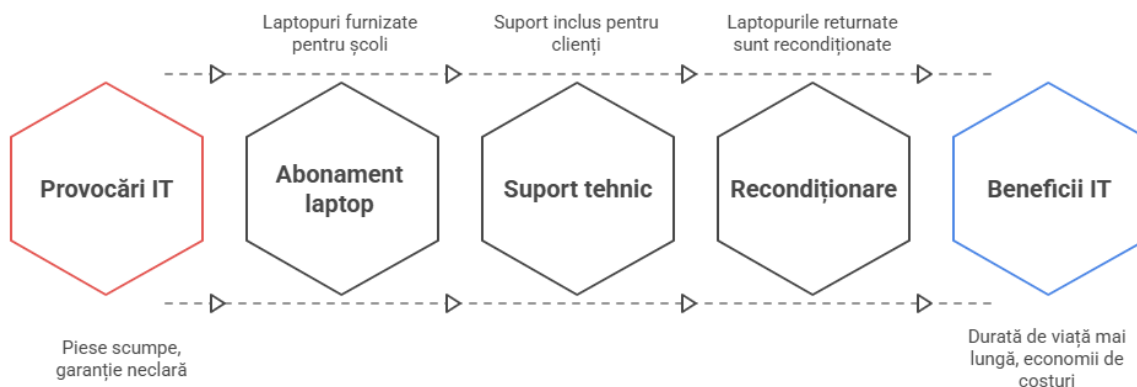 Laptopuri furnizate
pentru școli
Suport inclus pentru
clienți
Laptopurile returnate
sunt recondiționate
Provocări IT
Abonament
laptop
Suport tehnic
Recondiționare
Beneficii IT
Piese scumpe,
garanție neclară
Durată de viață mai
lungă, economii de
costuri